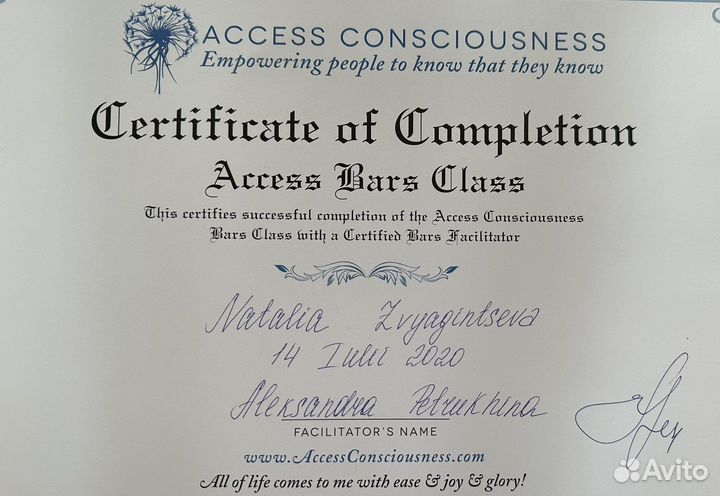 ACCESS CONSCIOUSNESS
Empowering people to know that they know
Certificate of Completion
Access Bars Class
This certifies successful completion of the Access Consciousness
Bars Class with a Certified Bars Facilitator
Natalia Zvyagintseva
14 Iulii 2020
Aleksandra Petrukhina
FACILITATOR'S NAME
www.AccessConsciousness.com
All of life comes to me with ease & joy & glory!
Avito